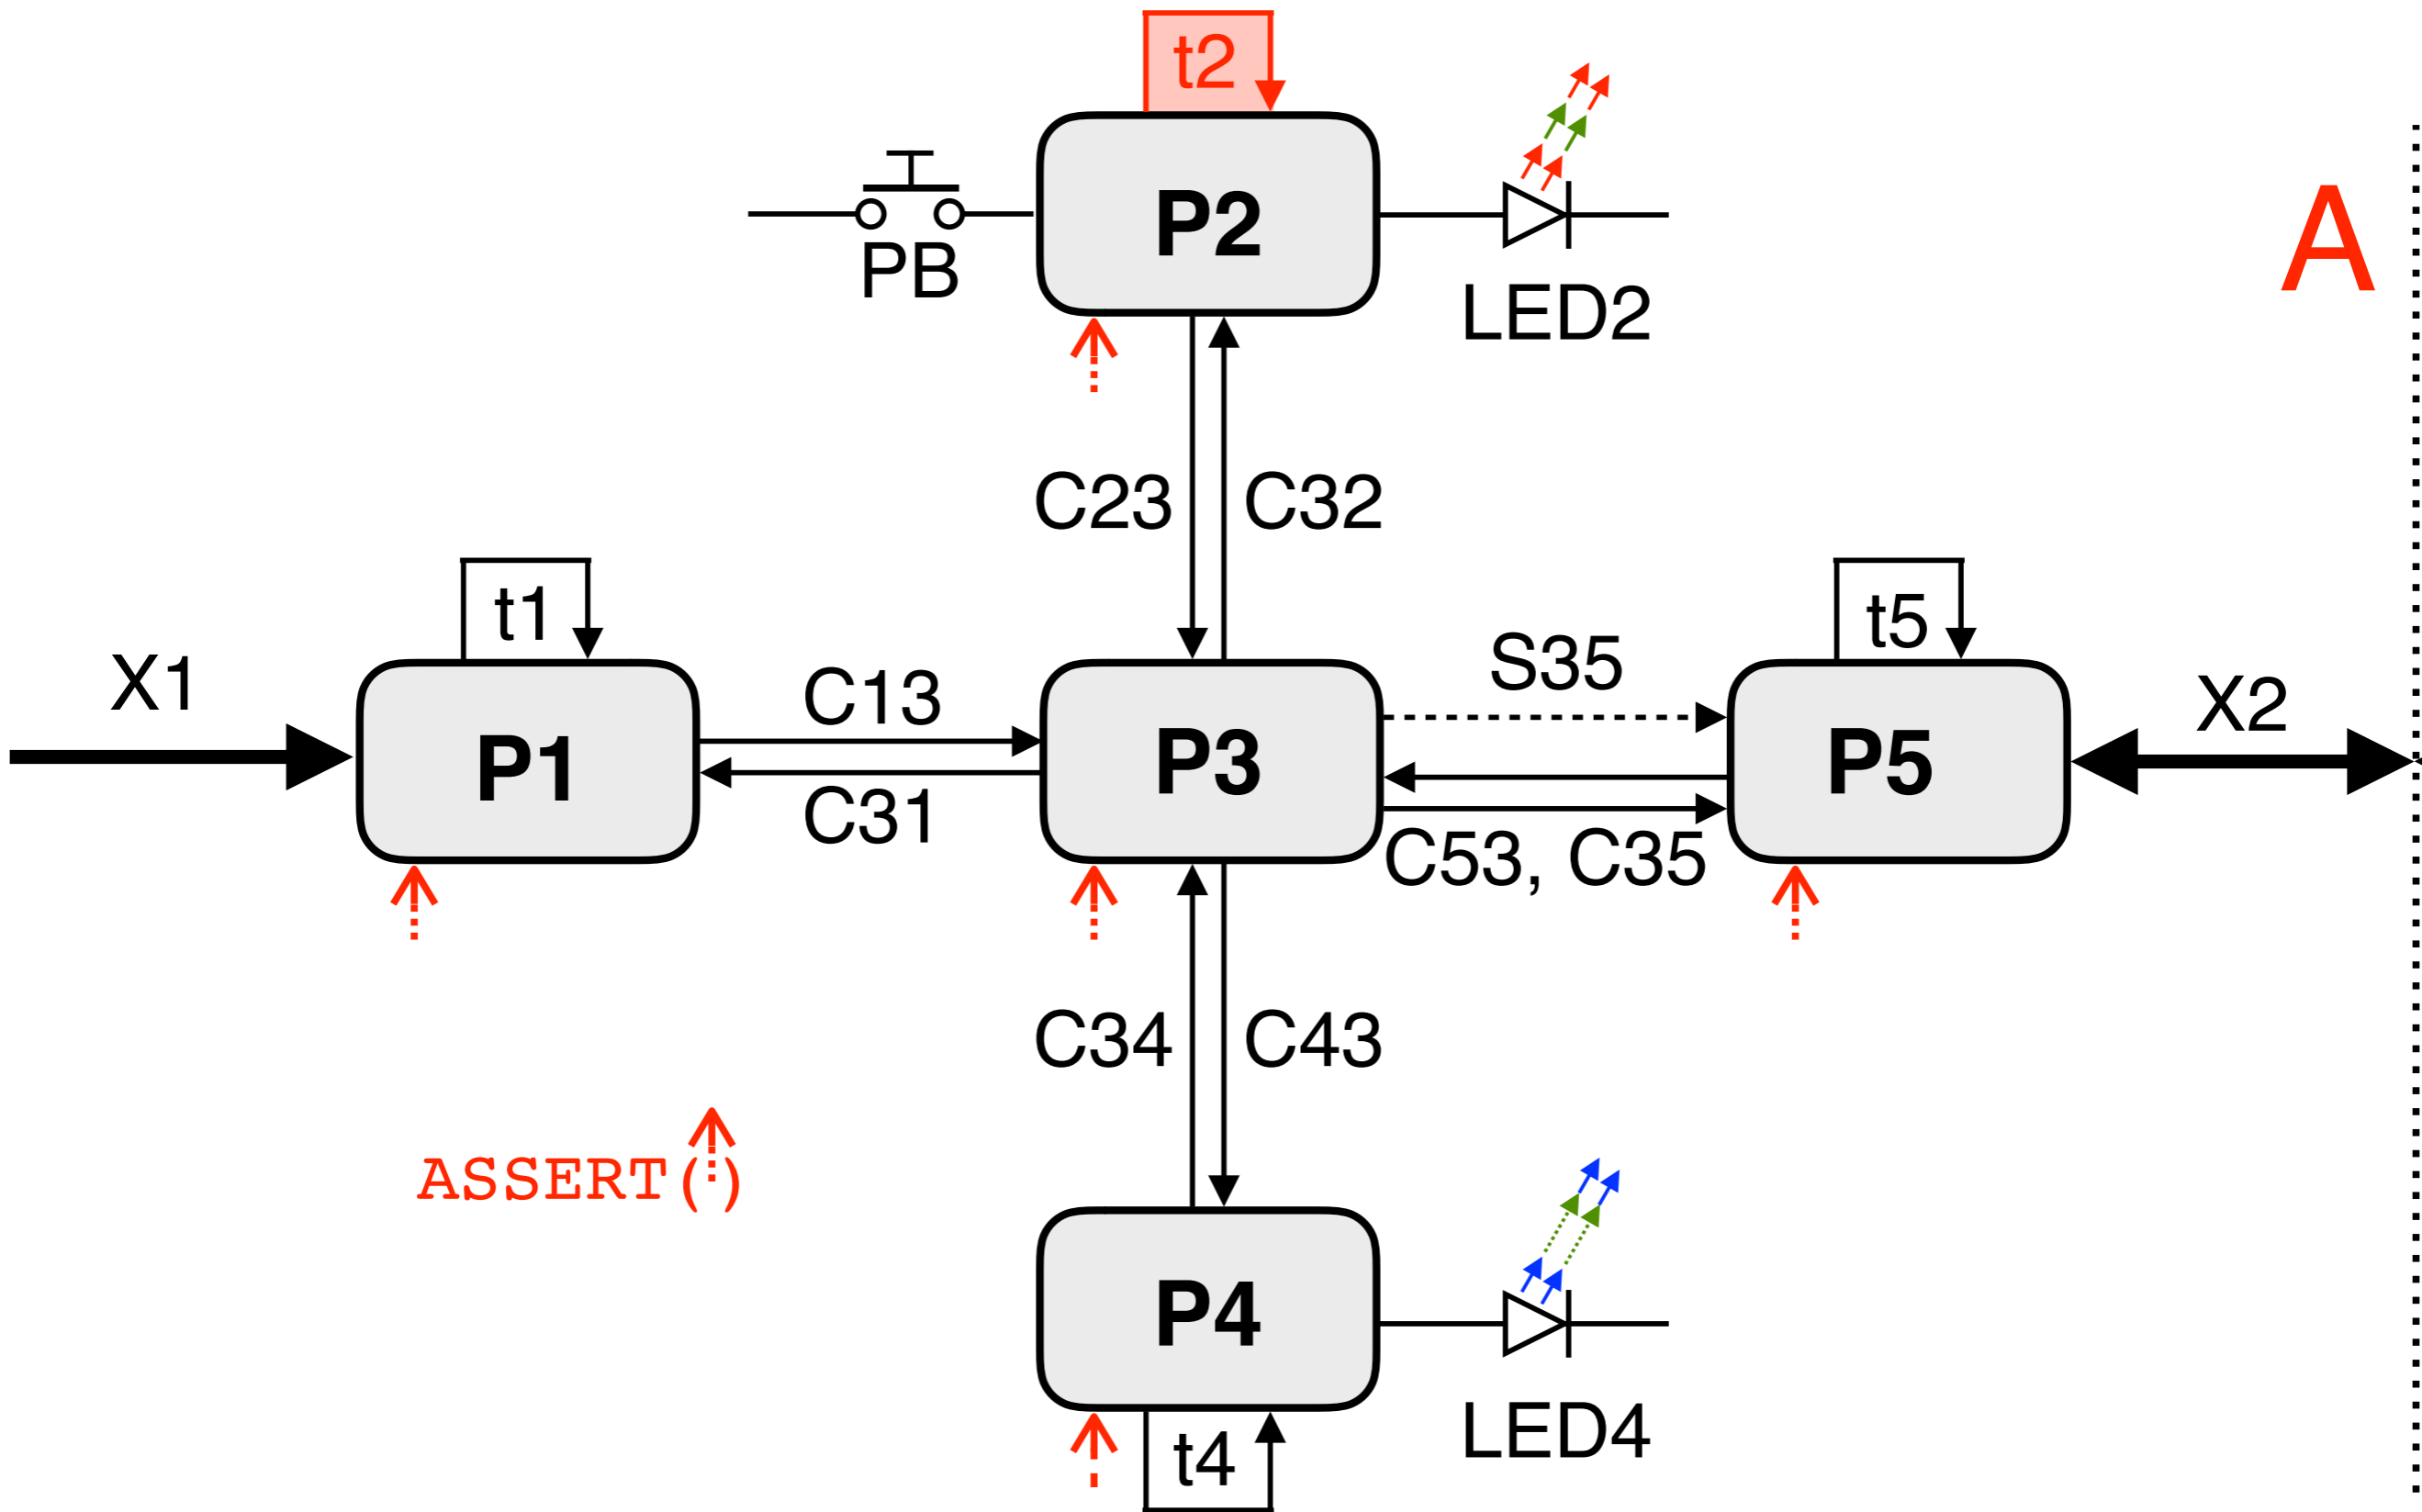 t2
P2
PB
LED2
A
C23 C32
t1
t5
X1
C13
S35
X2
P1
P3
P5
C31
C53, C35
C34 C43
ASSERT( )
P4
LED4
t4